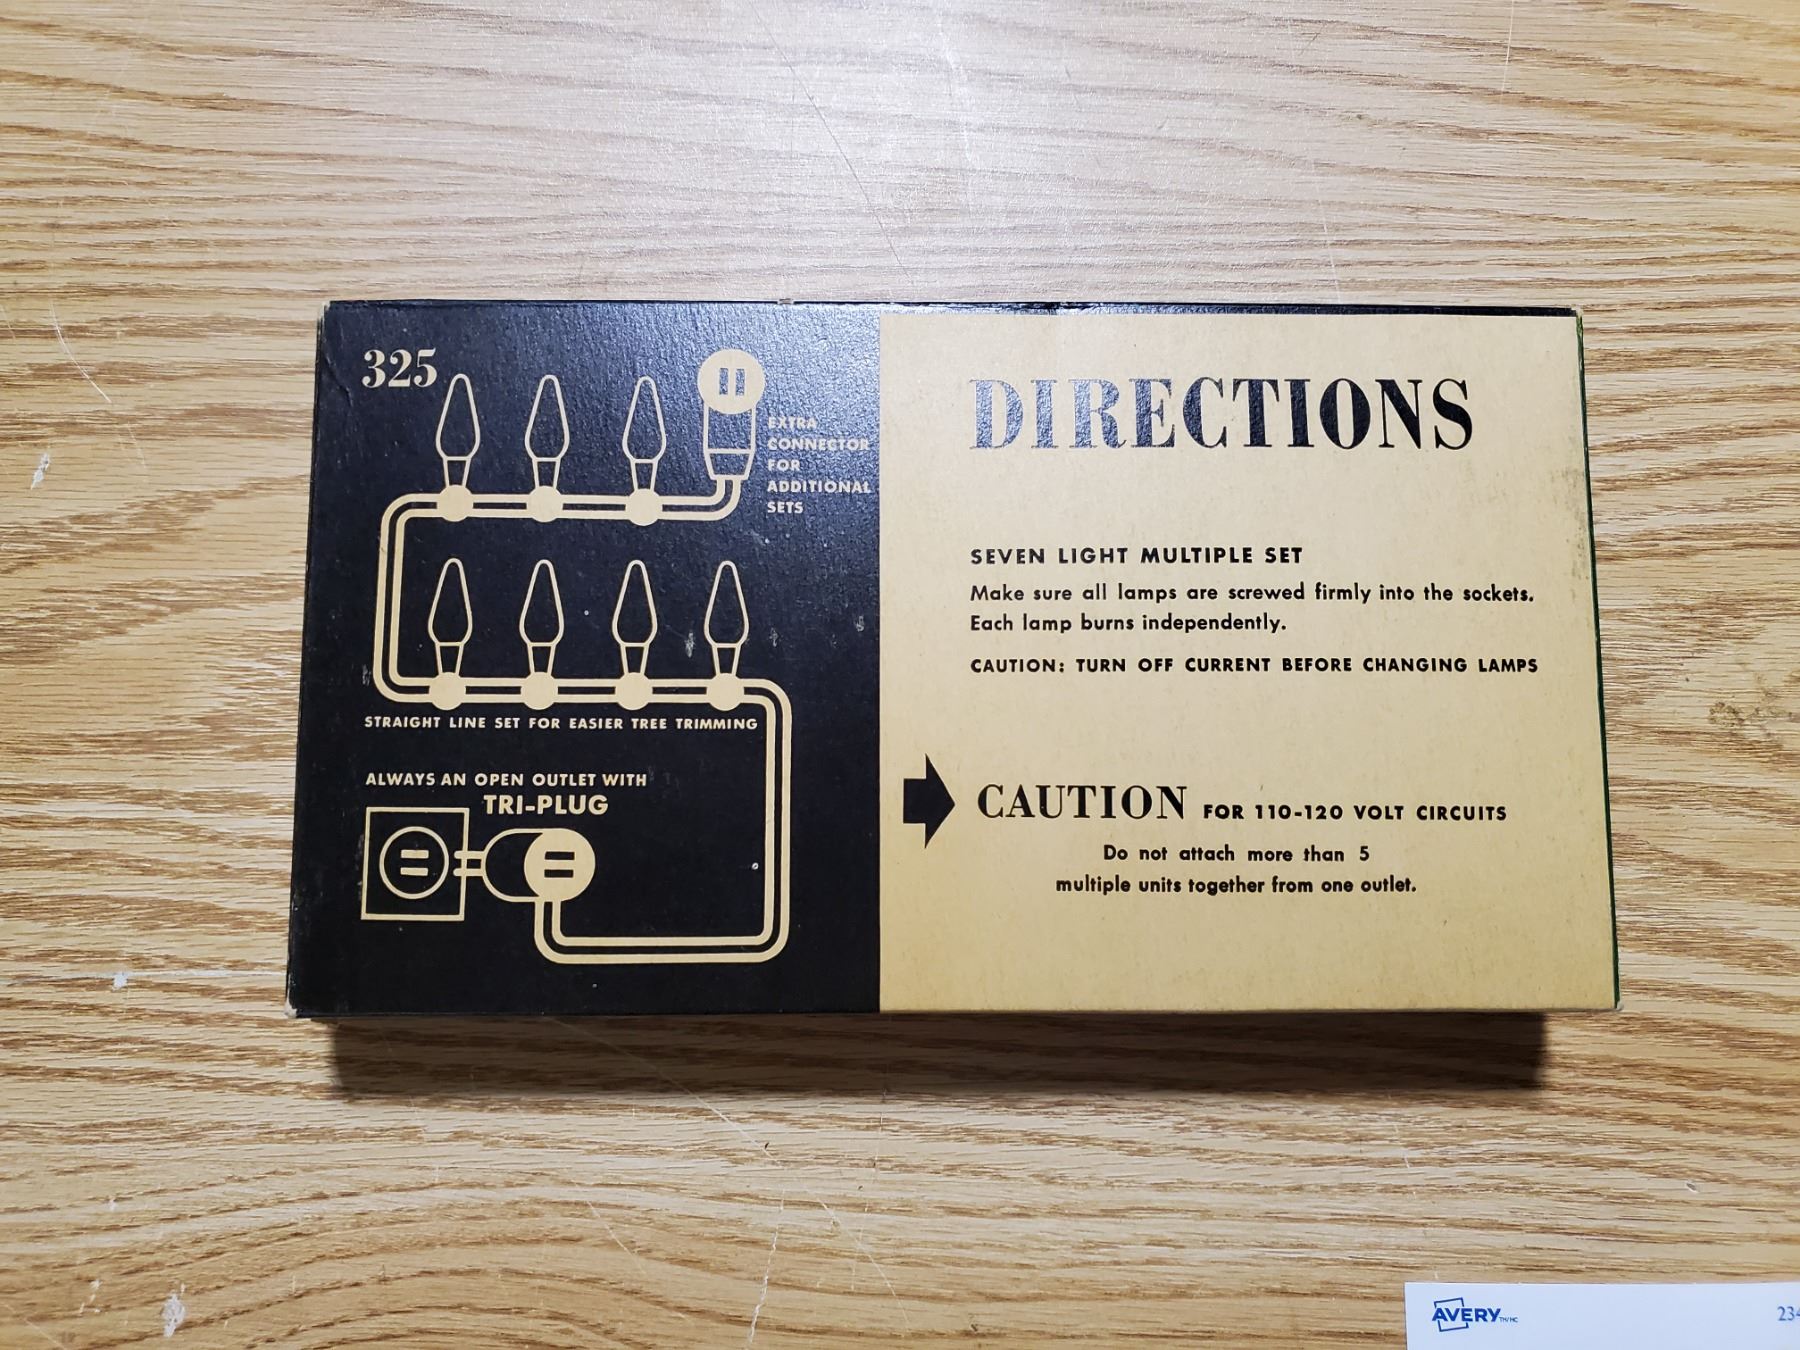 325
EXTRA
CONNECTOR
FOR
ADDITIONAL
SETS
STRAIGHT LINE SET FOR EASIER TREE TRIMMING
ALWAYS AN OPEN OUTLET WITH
TRI-PLUG
DIRECTIONS
SEVEN LIGHT MULTIPLE SET
Make sure all lamps are screwed firmly into the sockets.
Each lamp burns independently.
CAUTION: TURN OFF CURRENT BEFORE CHANGING LAMPS
CAUTION FOR 110-120 VOLT CIRCUITS
Do not attach more than 5
multiple units together from one outlet.
AVERY